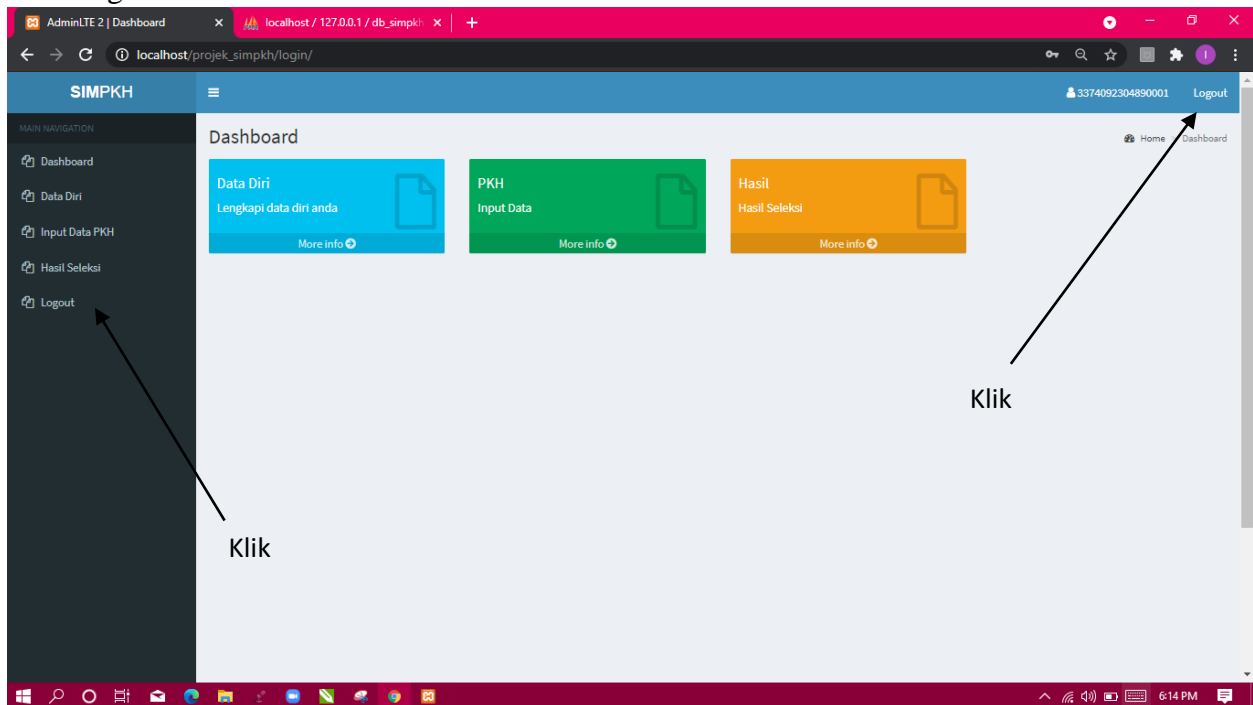 AdminLTE 2 | Dashboard
localhost / 127.0.0.1 / db_simpkh
localhost/projek_simpkh/login/
I
SIMPKH
3374092304890001 Logout
MAIN NAVIGATION
Dashboard
Data Diri
Input Data PKH
Hasil Seleksi
Logout
Dashboard
Home > Dashboard
Data Diri
Lengkapi data diri anda
More info
PKH
Input Data
More info
Hasil
Hasil Seleksi
More info
Klik
Klik
6:14 PM